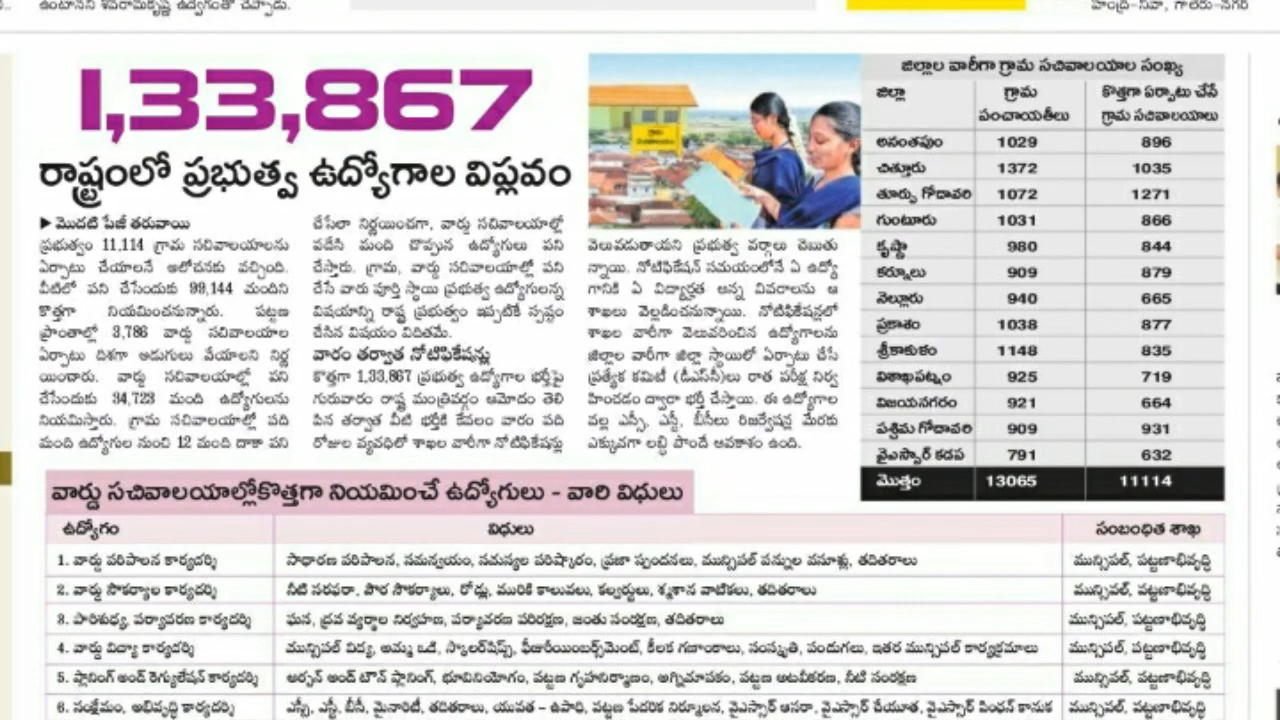 ఉంటానని శివరామకృష్ణ ఉద్వేగంతో చెప్పాడు.
హంద్రీ-నీవా, గాలేరు-నగరి
1,33,867
రాష్ట్రంలో ప్రభుత్వ ఉద్యోగాల విప్లవం
▶ మొదటి పేజీ తరువాయి
ప్రభుత్వం 11,114 గ్రామ సచివాలయాలను
ఏర్పాటు చేయాలనే ఆలోచనకు వచ్చింది.
వీటిలో పని చేసేందుకు 99,144 మందిని
కొత్తగా నియమించనున్నారు. పట్టణ
ప్రాంతాల్లో 3,786 వార్డు సచివాలయాల
ఏర్పాటు దిశగా అడుగులు వేయాలని నిర్ణ
యించారు. వార్డు సచివాలయాల్లో పని
చేసేందుకు 34,723 మంది ఉద్యోగులను
నియమిస్తారు. గ్రామ సచివాలయాల్లో పది
మంది ఉద్యోగుల నుంచి 12 మంది దాకా పని
చేసేలా నిర్ణయించగా, వార్డు సచివాలయాల్లో
పదేసి మంది చొప్పున ఉద్యోగులు పని
చేస్తారు. గ్రామ, వార్డు సచివాలయాల్లో పని
చేసే వారు పూర్తి స్థాయి ప్రభుత్వ ఉద్యోగులన్న
విషయాన్ని రాష్ట్ర ప్రభుత్వం ఇప్పటికే స్పష్టం
చేసిన విషయం విదితమే.
వారం తర్వాత నోటిఫికేషన్లు
కొత్తగా 1,33,867 ప్రభుత్వ ఉద్యోగాల భర్తీపై
గురువారం రాష్ట్ర మంత్రివర్గం ఆమోదం తెలి
పిన తర్వాత వీటి భర్తీకి కేవలం వారం పది
రోజుల వ్యవధిలో శాఖల వారీగా నోటిఫికేషన్లు
గ్రామ
సచివాలయం
వెలువడుతాయని ప్రభుత్వ వర్గాలు చెబుతు
న్నాయి. నోటిఫికేషన్ సమయంలోనే ఏ ఉద్యో
గానికి ఏ విద్యార్హత అన్న వివరాలను ఆ
శాఖలు వెల్లడించనున్నాయి. నోటిఫికేషన్లలో
శాఖల వారీగా వెలువరించిన ఉద్యోగాలను
జిల్లాల వారీగా జిల్లా స్థాయిలో ఏర్పాటు చేసే
ప్రత్యేక కమిటీ (డీఎస్‌సీ)లు రాత పరీక్ష నిర్వ
హించడం ద్వారా భర్తీ చేస్తాయి. ఈ ఉద్యోగాల
వల్ల ఎస్సీ, ఎస్టీ, బీసీలు రిజర్వేషన్ల మేరకు
ఎక్కువగా లబ్ధి పొందే అవకాశం ఉంది.
జిల్లాల వారీగా గ్రామ సచివాలయాల సంఖ్య
జిల్లా గ్రామ కొత్తగా ఏర్పాటు చేసే
పంచాయతీలు గ్రామ సచివాలయాలు
అనంతపురం 1029 896
చిత్తూరు 1372 1035
తూర్పు గోదావరి 1072 1271
గుంటూరు 1031 866
కృష్ణా 980 844
కర్నూలు 909 879
నెల్లూరు 940 665
ప్రకాశం 1038 877
శ్రీకాకుళం 1148 835
విశాఖపట్నం 925 719
విజయనగరం 921 664
పశ్చిమ గోదావరి 909 931
వైఎస్సార్ కడప 791 632
మొత్తం 13065 11114
వార్డు సచివాలయాల్లోకొత్తగా నియమించే ఉద్యోగులు - వారి విధులు
ఉద్యోగం విధులు సంబంధిత శాఖ
1. వార్డు పరిపాలన కార్యదర్శి సాధారణ పరిపాలన, సమన్వయం, సమస్యల పరిష్కారం, ప్రజా స్పందనలు, మున్సిపల్ పన్నుల వసూళ్లు, తదితరాలు మున్సిపల్, పట్టణాభివృద్ధి
2. వార్డు సౌకర్యాల కార్యదర్శి నీటి సరఫరా, పౌర సౌకర్యాలు, రోడ్లు, మురికి కాలువలు, కల్వర్టులు, శ్మశాన వాటికలు, తదితరాలు మున్సిపల్, పట్టణాభివృద్ధి
3. పారిశుధ్య, పర్యావరణ కార్యదర్శి ఘన, ద్రవ వ్యర్థాల నిర్వహణ, పర్యావరణ పరిరక్షణ, జంతు సంరక్షణ, తదితరాలు మున్సిపల్, పట్టణాభివృద్ధి
4. వార్డు విద్యా కార్యదర్శి మున్సిపల్ విద్య, అమ్మ ఒడి, స్కాలర్‌షిప్స్, ఫీజురీయింబర్స్‌మెంట్, కీలక గణాంకాలు, సంస్కృతి, పండుగలు, ఇతర మున్సిపల్ కార్యక్రమాలు మున్సిపల్, పట్టణాభివృద్ధి
5. ప్లానింగ్ అండ్ రెగ్యులేషన్ కార్యదర్శి అర్బన్ అండ్ టౌన్ ప్లానింగ్, భూవినియోగం, పట్టణ గృహనిర్మాణం, అగ్నిమాపకం, పట్టణ అటవీకరణ, నీటి సంరక్షణ మున్సిపల్, పట్టణాభివృద్ధి
6. సంక్షేమం, అభివృద్ధి కార్యదర్శి ఎస్సీ, ఎస్టీ, బీసీ, మైనారిటీ, తదితరాలు, యువత – ఉపాధి, పట్టణ పేదరిక నిర్మూలన, వైఎస్సార్ ఆసరా, వైఎస్సార్ చేయూత, వైఎస్సార్ పింఛన్ కానుక మున్సిపల్, పట్టణాభివృద్ధి